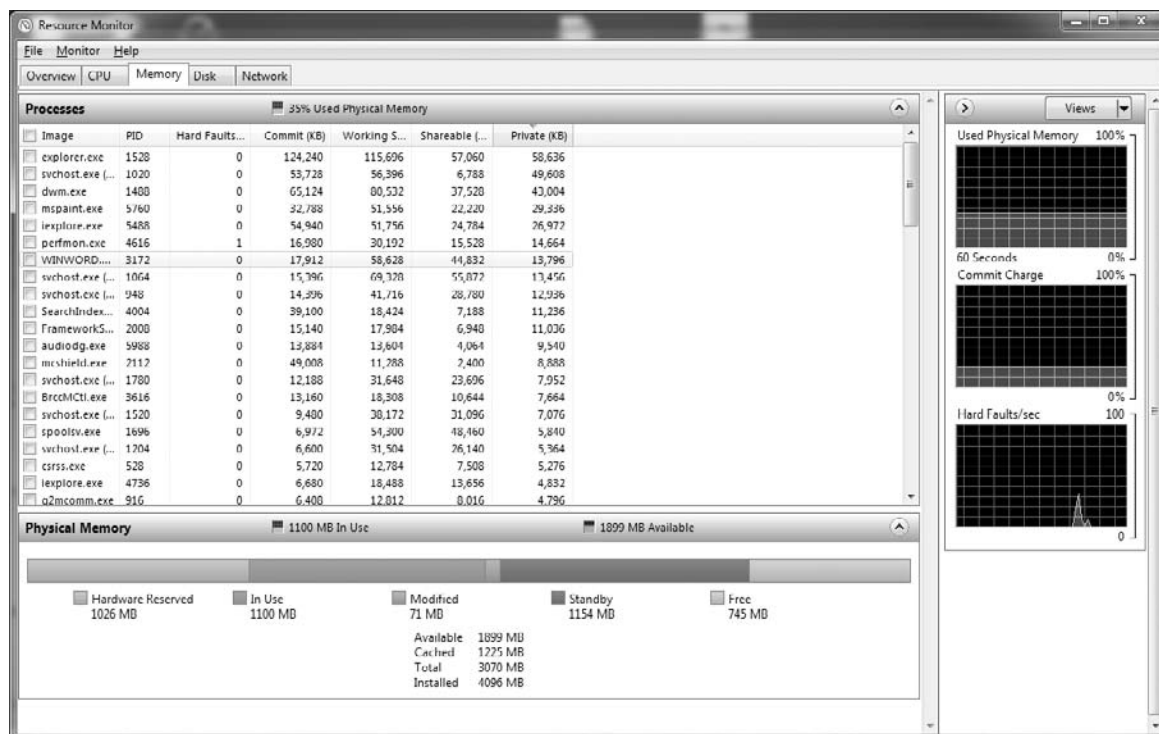 Resource Monitor
File Monitor Help
Overview CPU Memory Disk Network
Processes 35% Used Physical Memory
Image PID Hard Faults... Commit (KB) Working S... Shareable (... Private (KB)
explorer.exe 1528 0 124,240 115,696 57,060 58,636
svchost.exe (... 1020 0 53,728 56,396 6,788 49,608
dwm.exe 1488 0 65,124 80,532 37,528 43,004
mspaint.exe 5760 0 32,788 51,556 22,220 29,336
iexplore.exe 5488 0 54,940 51,756 24,784 26,972
perfmon.exe 4616 1 16,980 30,192 15,528 14,664
WINWORD.... 3172 0 17,912 58,628 44,832 13,796
svchost.exe (... 1064 0 15,396 69,328 55,872 13,456
svchost.exe (... 948 0 14,396 41,716 28,780 12,936
SearchIndex... 4004 0 39,100 18,424 7,188 11,236
FrameworkS... 2008 0 15,140 17,984 6,948 11,036
audiodg.exe 5988 0 13,884 13,604 4,064 9,540
mcshield.exe 2112 0 49,008 11,288 2,400 8,888
svchost.exe (... 1780 0 12,188 31,648 23,696 7,952
BrccMCtl.exe 3616 0 13,160 18,308 10,644 7,664
svchost.exe (... 1520 0 9,480 38,172 31,096 7,076
spoolsv.exe 1696 0 6,972 54,300 48,460 5,840
svchost.exe (... 1204 0 6,600 31,504 26,140 5,364
csrss.exe 528 0 5,720 12,784 7,508 5,276
iexplore.exe 4736 0 6,680 18,488 13,656 4,832
g2mcomm.exe 916 0 6,408 12,812 8,016 4,796
Physical Memory 1100 MB In Use 1899 MB Available
Hardware Reserved In Use Modified Standby Free
1026 MB 1100 MB 71 MB 1154 MB 745 MB
Available 1899 MB
Cached 1225 MB
Total 3070 MB
Installed 4096 MB
Views
Used Physical Memory 100%
60 Seconds 0%
Commit Charge 100%
0%
Hard Faults/sec 100
0